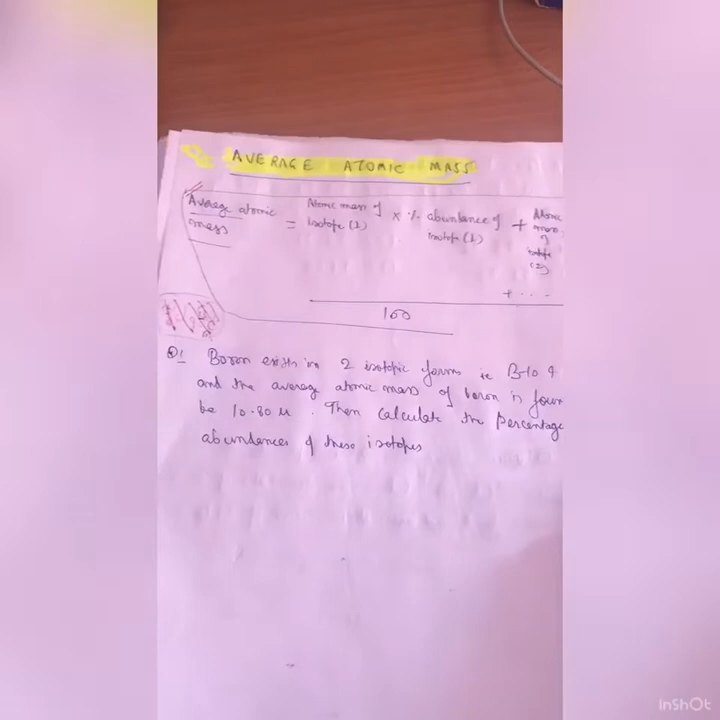 AVERAGE ATOMIC MASS
Average atomic mass = Atomic mass of isotope (1) × % abundance of isotope (1) + Atomic mass of isotope (2)
+ ...
100
Q1 Boron exists in 2 isotopic forms ie B-10 &
and the average atomic mass of boron is foun
be 10.80 u. Then calculate the percentage
abundances of these isotopes
InShOt